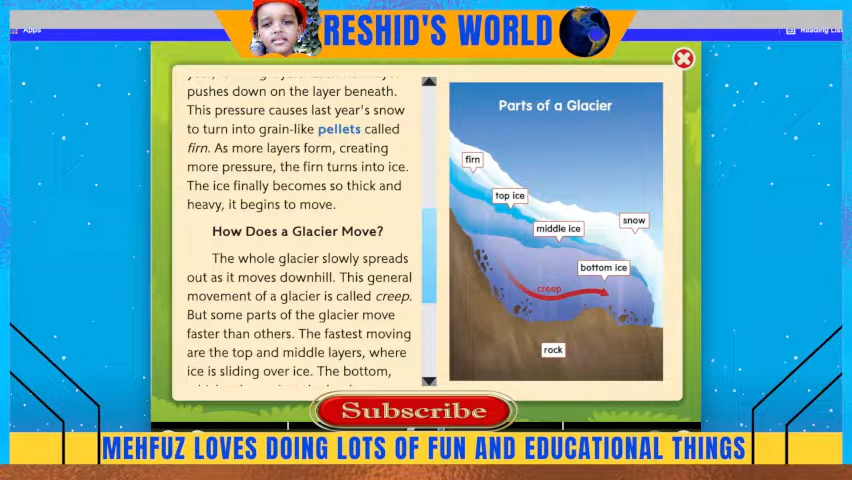 RESHID'S WORLD
Apps
Reading List
pushes down on the layer beneath.
This pressure causes last year's snow
to turn into grain-like pellets called
firn. As more layers form, creating
more pressure, the firn turns into ice.
The ice finally becomes so thick and
heavy, it begins to move.
How Does a Glacier Move?
The whole glacier slowly spreads
out as it moves downhill. This general
movement of a glacier is called creep.
But some parts of the glacier move
faster than others. The fastest moving
are the top and middle layers, where
ice is sliding over ice. The bottom,
Parts of a Glacier
firn
top ice
snow
middle ice
bottom ice
creep
rock
Subscribe
MEHFUZ LOVES DOING LOTS OF FUN AND EDUCATIONAL THINGS